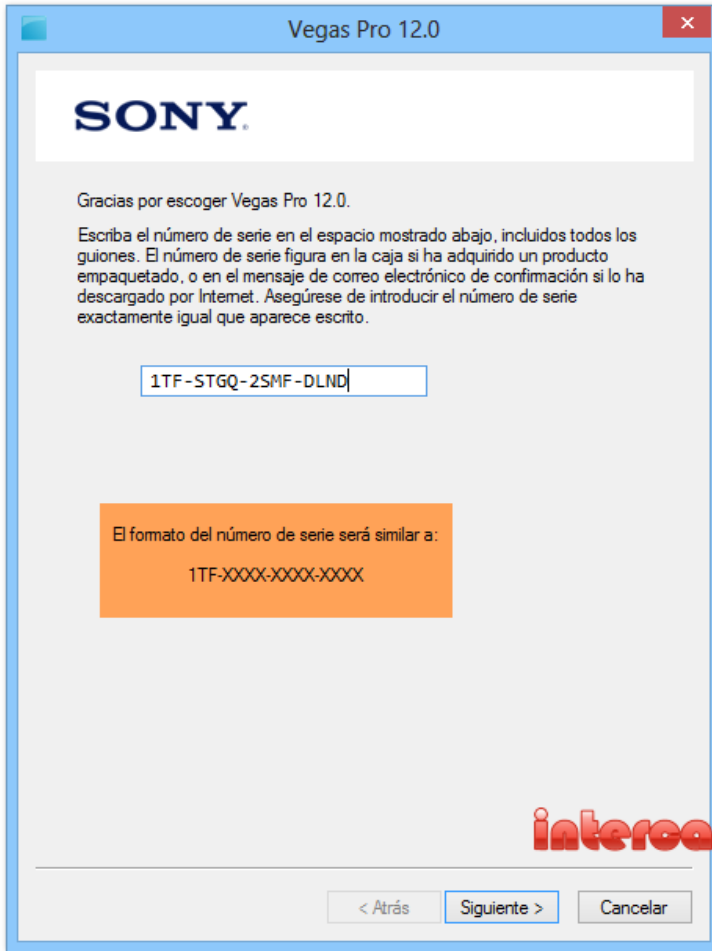 Vegas Pro 12.0
SONY
Gracias por escoger Vegas Pro 12.0.
Escriba el número de serie en el espacio mostrado abajo, incluidos todos los
guiones. El número de serie figura en la caja si ha adquirido un producto
empaquetado, o en el mensaje de correo electrónico de confirmación si lo ha
descargado por Internet. Asegúrese de introducir el número de serie
exactamente igual que aparece escrito.
1TF-STGQ-2SMF-DLND
El formato del número de serie será similar a:
1TF-XXXX-XXXX-XXXX
interca
< Atrás
Siguiente >
Cancelar